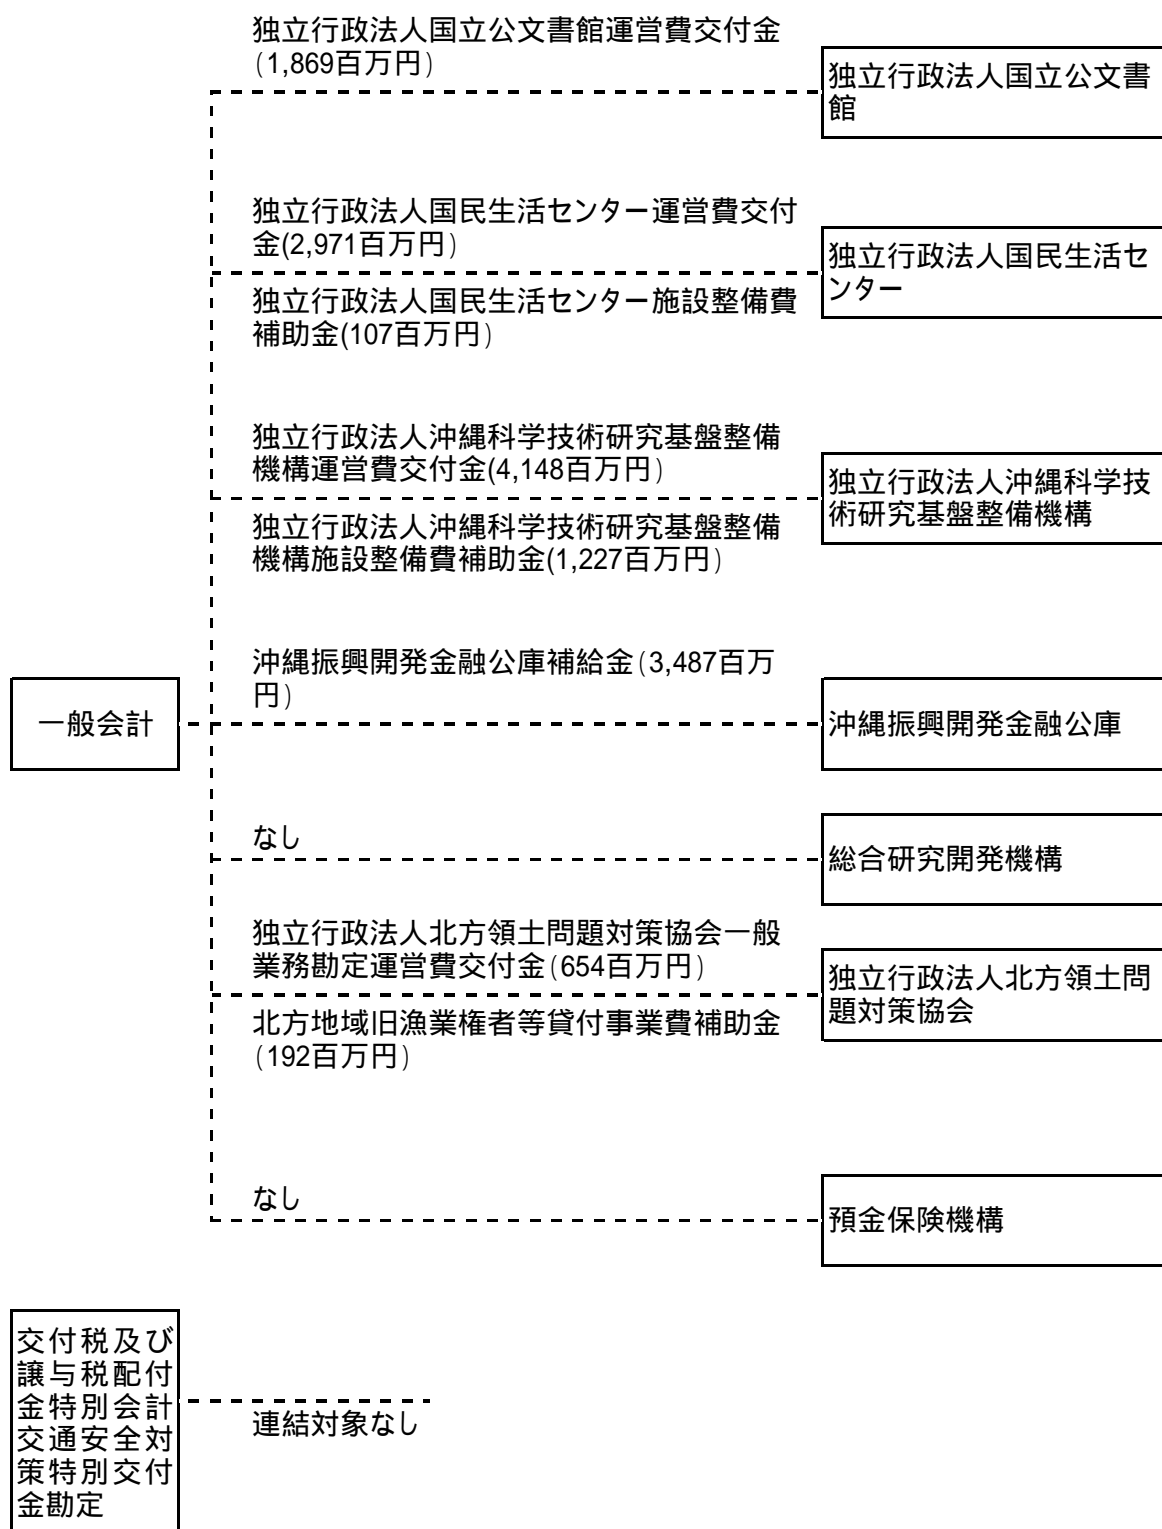 独立行政法人国立公文書館運営費交付金
(1,869百万円)
独立行政法人国立公文書
館
独立行政法人国民生活センター運営費交付
金(2,971百万円)
独立行政法人国民生活セ
ンター
独立行政法人国民生活センター施設整備費
補助金(107百万円)
独立行政法人沖縄科学技術研究基盤整備
機構運営費交付金(4,148百万円)
独立行政法人沖縄科学技
術研究基盤整備機構
独立行政法人沖縄科学技術研究基盤整備
機構施設整備費補助金(1,227百万円)
沖縄振興開発金融公庫補給金(3,487百万
円)
一般会計
沖縄振興開発金融公庫
なし
総合研究開発機構
独立行政法人北方領土問題対策協会一般
業務勘定運営費交付金(654百万円)
独立行政法人北方領土問
題対策協会
北方地域旧漁業権者等貸付事業費補助金
(192百万円)
なし
預金保険機構
交付税及び
譲与税配付
金特別会計
交通安全対
策特別交付
金勘定
連結対象なし